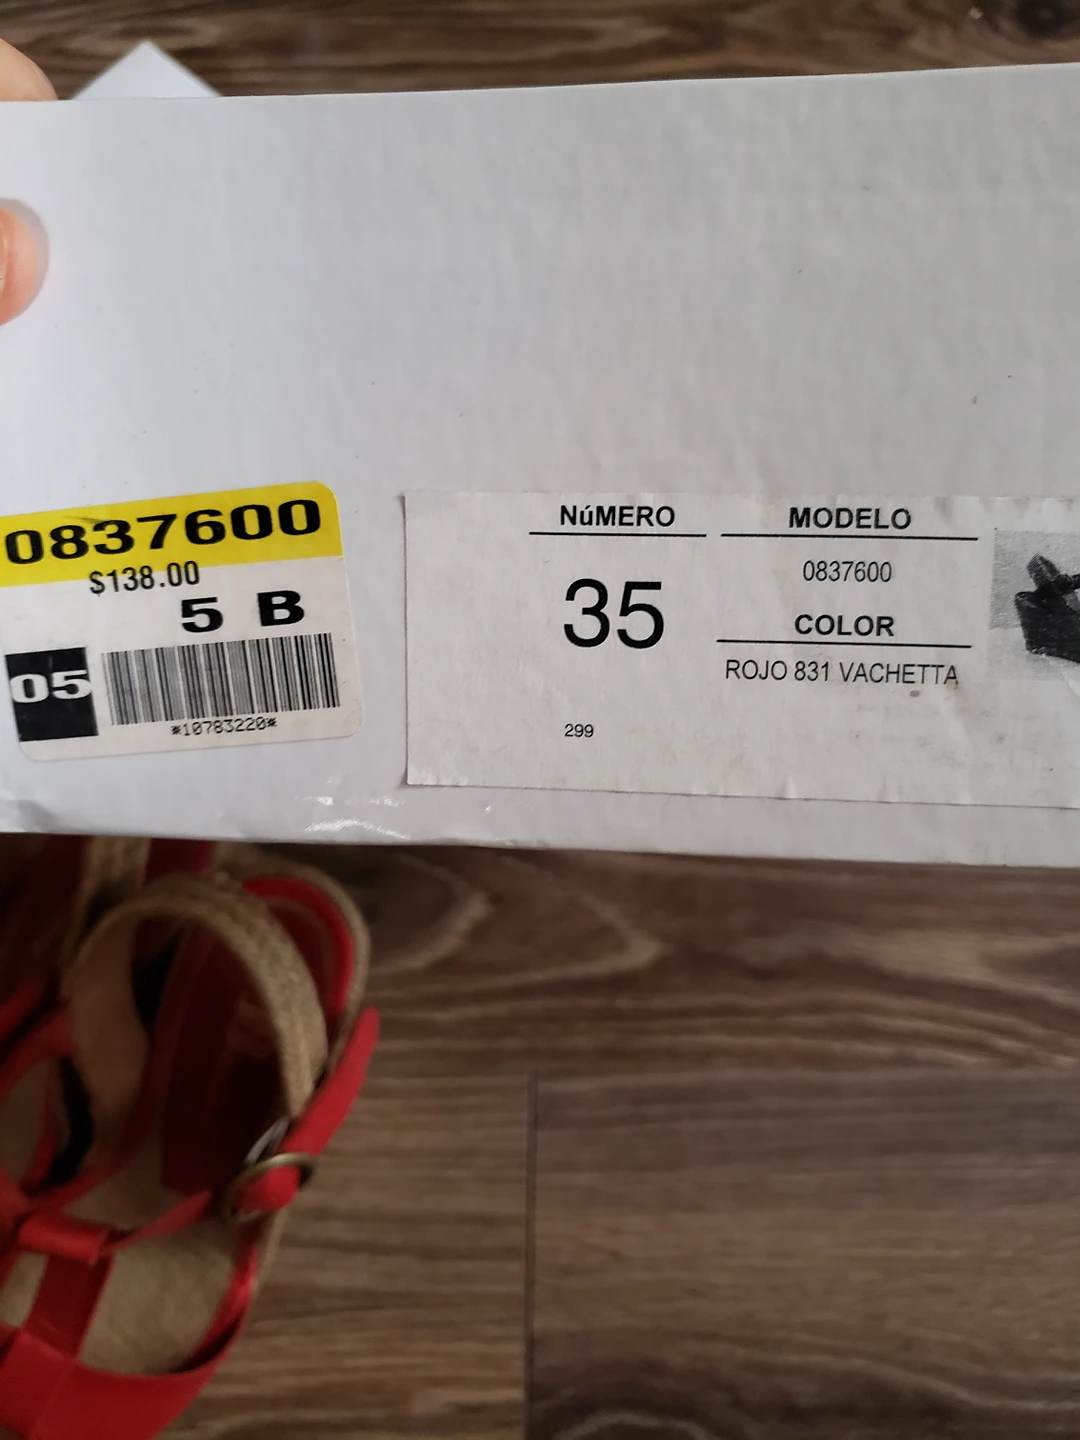 0837600
$138.00
5 B
05
*10783220*
NúMERO
35
299
MODELO
0837600
COLOR
ROJO 831 VACHETTA